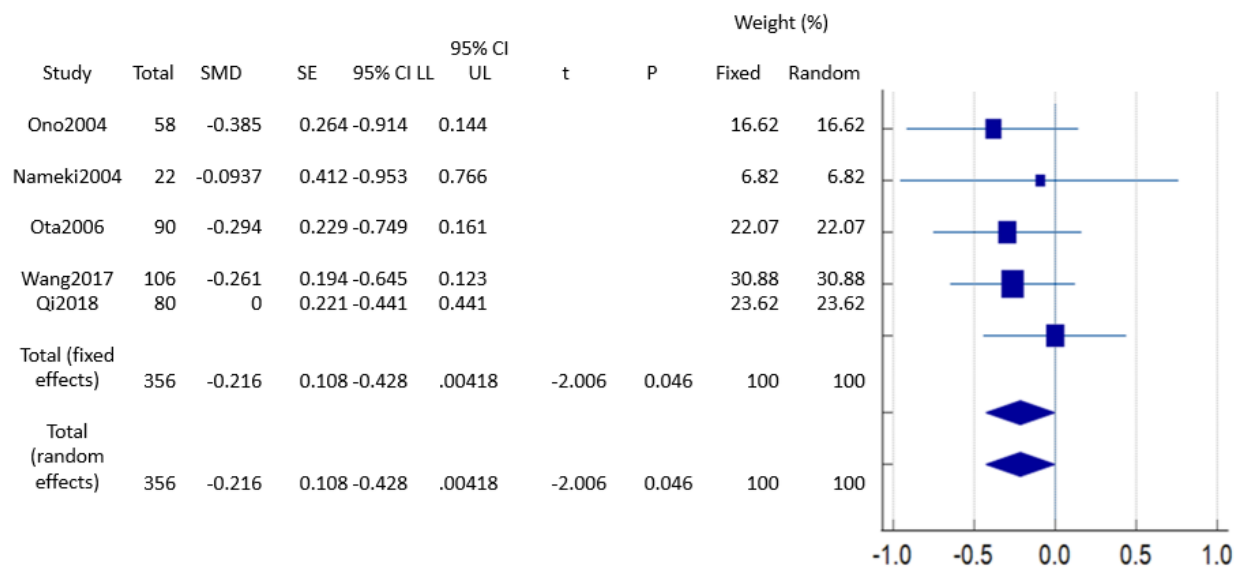 Weight (%)
Study Total SMD SE 95% CI LL 95% CI UL t P Fixed Random
Ono2004 58 -0.385 0.264 -0.914 0.144 16.62 16.62
Nameki2004 22 -0.0937 0.412 -0.953 0.766 6.82 6.82
Ota2006 90 -0.294 0.229 -0.749 0.161 22.07 22.07
Wang2017 106 -0.261 0.194 -0.645 0.123 30.88 30.88
Qi2018 80 0 0.221 -0.441 0.441 23.62 23.62
Total (fixed effects) 356 -0.216 0.108 -0.428 .00418 -2.006 0.046 100 100
Total (random effects) 356 -0.216 0.108 -0.428 .00418 -2.006 0.046 100 100
-1.0 -0.5 0.0 0.5 1.0